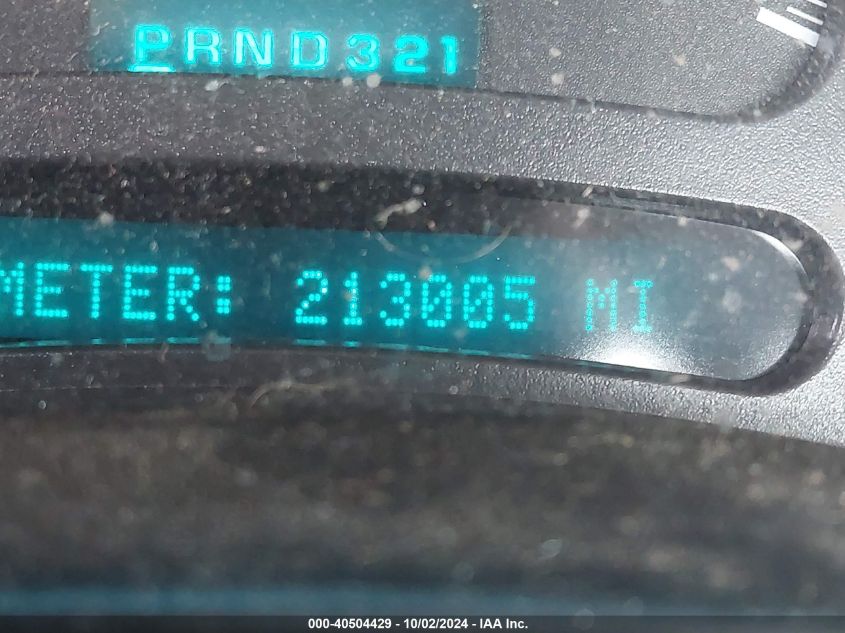 PRND321
METER: 213005 MI
000-40504429 - 10/02/2024 - IAA Inc.